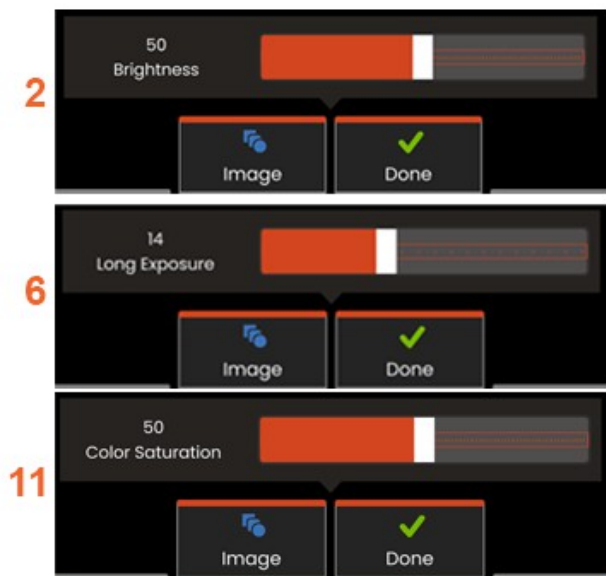 2
50
Brightness
Image Done
6
14
Long Exposure
Image Done
11
50
Color Saturation
Image Done